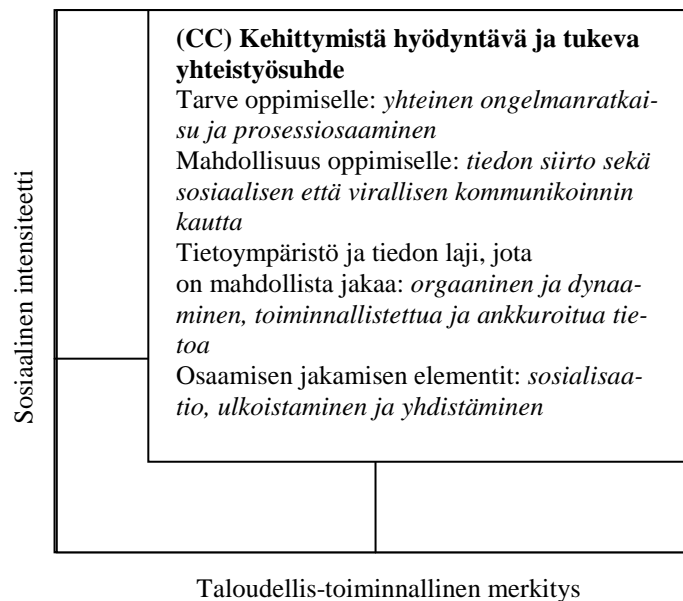 (CC) Kehittymistä hyödyntävä ja tukeva
yhteistyösuhde
Tarve oppimiselle: yhteinen ongelmanratkai-
su ja prosessiosaaminen
Mahdollisuus oppimiselle: tiedon siirto sekä
sosiaalisen että virallisen kommunikoinnin
kautta
Tietoympäristö ja tiedon laji, jota
on mahdollista jakaa: orgaaninen ja dynaa-
minen, toiminnallistettua ja ankkuroitua tie-
toa
Osaamisen jakamisen elementit: sosialisaa-
tio, ulkoistaminen ja yhdistäminen
Sosiaalinen intensiteetti
Taloudellis-toiminnallinen merkitys